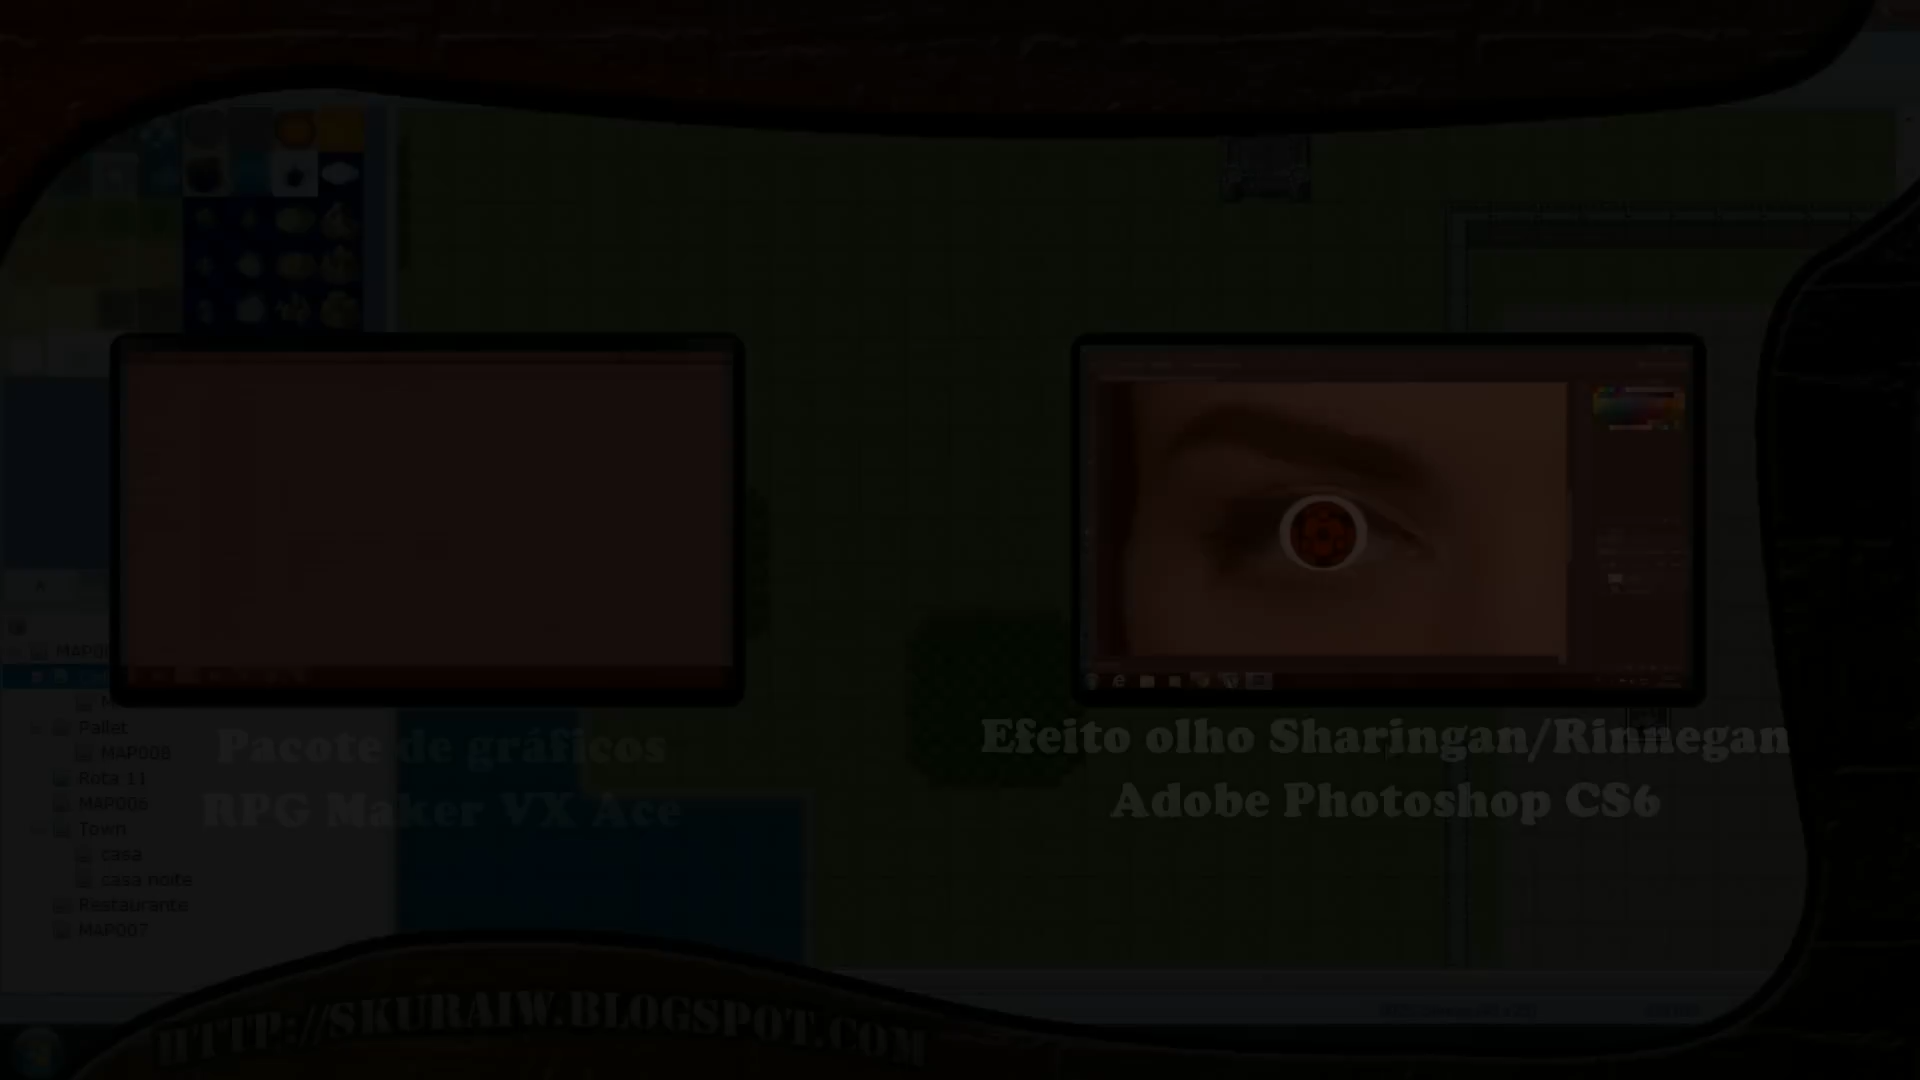 MAP00
Pallet
MAP008
Rota 11
MAP006
Town
casa
casa noite
Restaurante
MAP007
Pacote de gráficos
RPG Maker VX Ace
Efeito olho Sharingan/Rinnegan
Adobe Photoshop CS6
HTTP://SKURAIW.BLOGSPOT.COM